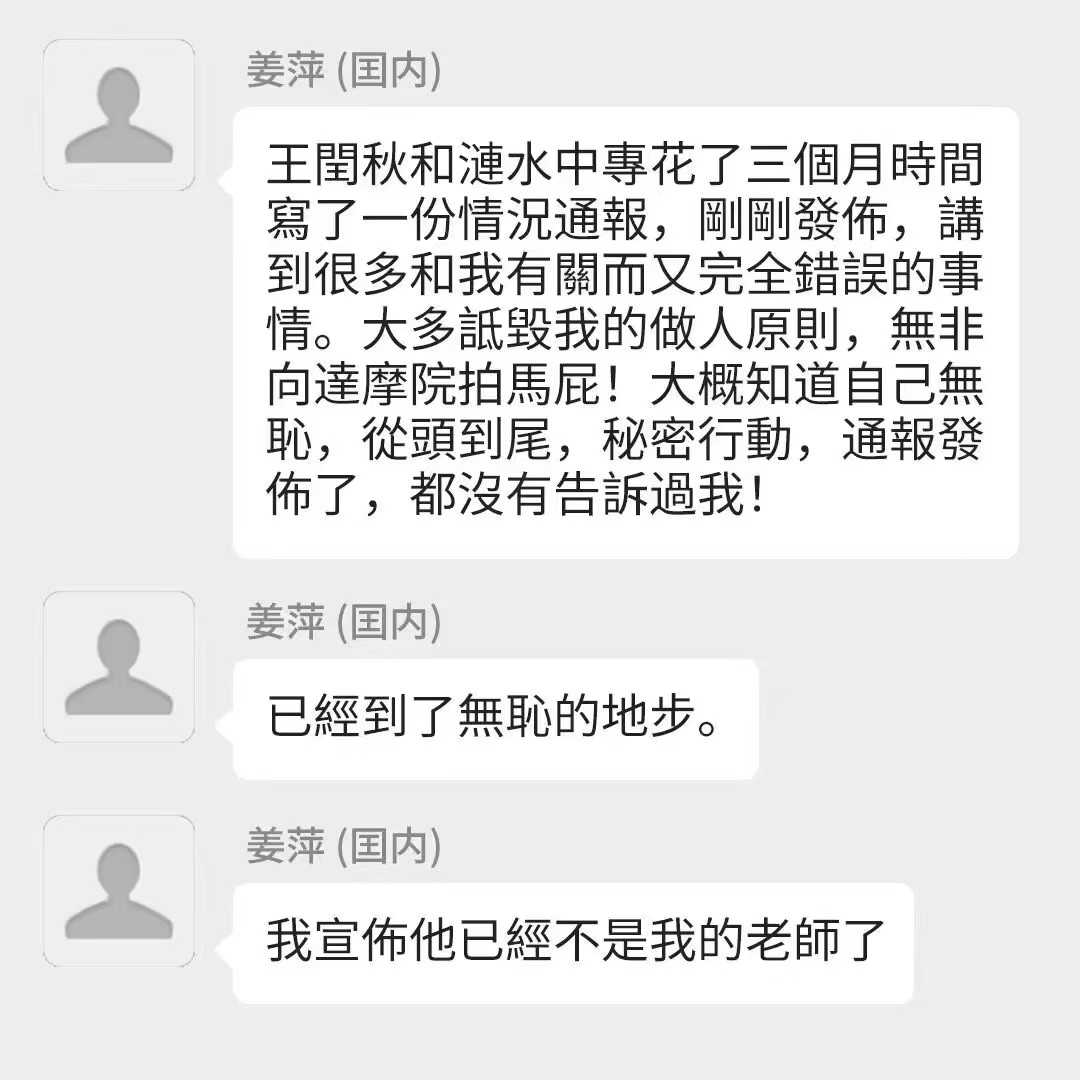 姜萍 (国内)
王閏秋和漣水中專花了三個月時間
寫了一份情況通報，剛剛發佈，講
到很多和我有關而又完全錯誤的事
情。大多詆毀我的做人原則，無非
向達摩院拍馬屁！大概知道自己無
恥，從頭到尾，秘密行動，通報發
佈了，都沒有告訴過我！
姜萍 (国内)
已經到了無恥的地步。
姜萍 (国内)
我宣佈他已經不是我的老師了